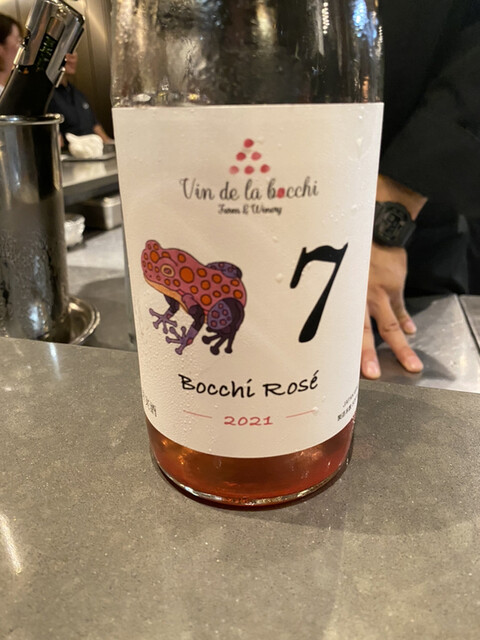 Vin de la bocchi
Farm & Winery
7
Bocchi Rosé
2021